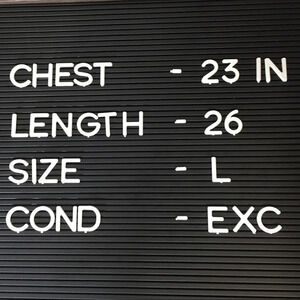 CHEST - 23 IN
LENGTH - 26
SIZE - L
COND - EXC